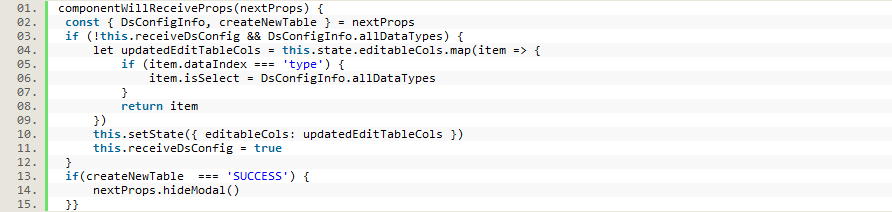 01. componentWillReceiveProps(nextProps) {
02. const { DsConfigInfo, createNewTable } = nextProps
03. if (!this.receiveDsConfig && DsConfigInfo.allDataTypes) {
04. let updatedEditTableCols = this.state.editableCols.map(item => {
05. if (item.dataIndex === 'type') {
06. item.isSelect = DsConfigInfo.allDataTypes
07. }
08. return item
09. })
10. this.setState({ editableCols: updatedEditTableCols })
11. this.receiveDsConfig = true
12. }
13. if(createNewTable  === 'SUCCESS') {
14. nextProps.hideModal()
15. }}